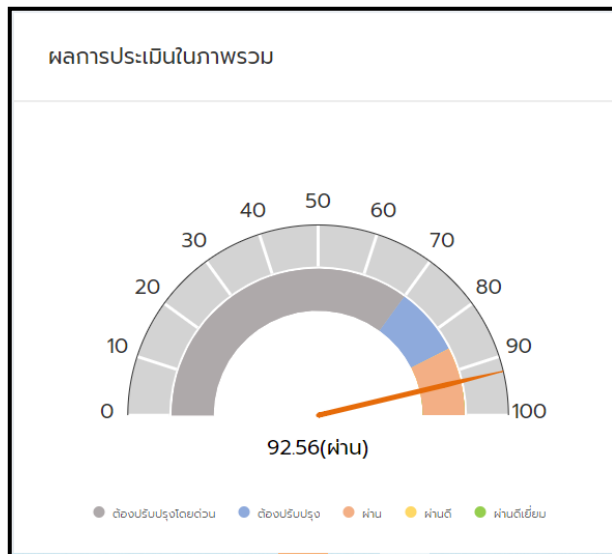 ผลการประเมินในภาพรวม
50
40 60
30 70
20 80
10 90
0 100
92.56(ผ่าน)
ต้องปรับปรุงโดยด่วน ต้องปรับปรุง ผ่าน ผ่านดี ผ่านดีเยี่ยม